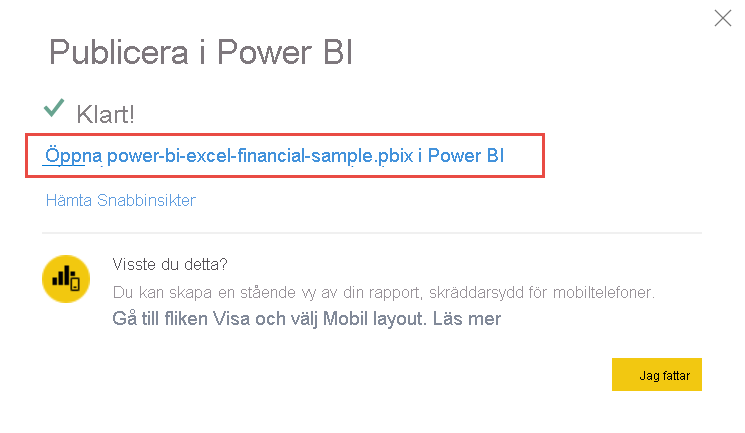 Publicera i Power BI
Klart!
Öppna power-bi-excel-financial-sample.pbix i Power BI
Hämta Snabbinsikter
Visste du detta?
Du kan skapa en stående vy av din rapport, skräddarsydd för mobiltelefoner.
Gå till fliken Visa och välj Mobil layout. Läs mer
Jag fattar